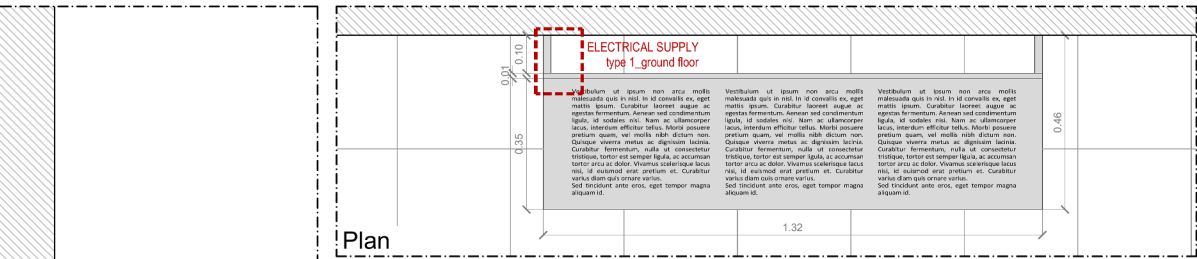 ELECTRICAL SUPPLY
type 1_ground floor
0.10
0.01
0.35
0.46
1.32
Vestibulum ut ipsum non arcu mollis
malesuada quis in nisl. In id convallis ex, eget
mattis ipsum. Curabitur laoreet augue ac
egestas fermentum. Aenean sed condimentum
ligula, id sodales nisi. Nam ac ullamcorper
lacus, interdum efficitur tellus. Morbi posuere
pretium quam, vel mollis nibh dictum non.
Quisque viverra metus ac dignissim lacinia.
Curabitur fermentum, nulla ut consectetur
tristique, tortor est semper ligula, ac accumsan
tortor arcu ac dolor. Vivamus scelerisque lacus
nisi, id euismod erat pretium et. Curabitur
varius diam quis ornare varius.
Sed tincidunt ante eros, eget tempor magna
aliquam id.
Vestibulum ut ipsum non arcu mollis
malesuada quis in nisl. In id convallis ex, eget
mattis ipsum. Curabitur laoreet augue ac
egestas fermentum. Aenean sed condimentum
ligula, id sodales nisi. Nam ac ullamcorper
lacus, interdum efficitur tellus. Morbi posuere
pretium quam, vel mollis nibh dictum non.
Quisque viverra metus ac dignissim lacinia.
Curabitur fermentum, nulla ut consectetur
tristique, tortor est semper ligula, ac accumsan
tortor arcu ac dolor. Vivamus scelerisque lacus
nisi, id euismod erat pretium et. Curabitur
varius diam quis ornare varius.
Sed tincidunt ante eros, eget tempor magna
aliquam id.
Vestibulum ut ipsum non arcu mollis
malesuada quis in nisl. In id convallis ex, eget
mattis ipsum. Curabitur laoreet augue ac
egestas fermentum. Aenean sed condimentum
ligula, id sodales nisi. Nam ac ullamcorper
lacus, interdum efficitur tellus. Morbi posuere
pretium quam, vel mollis nibh dictum non.
Quisque viverra metus ac dignissim lacinia.
Curabitur fermentum, nulla ut consectetur
tristique, tortor est semper ligula, ac accumsan
tortor arcu ac dolor. Vivamus scelerisque lacus
nisi, id euismod erat pretium et. Curabitur
varius diam quis ornare varius.
Sed tincidunt ante eros, eget tempor magna
aliquam id.
Plan